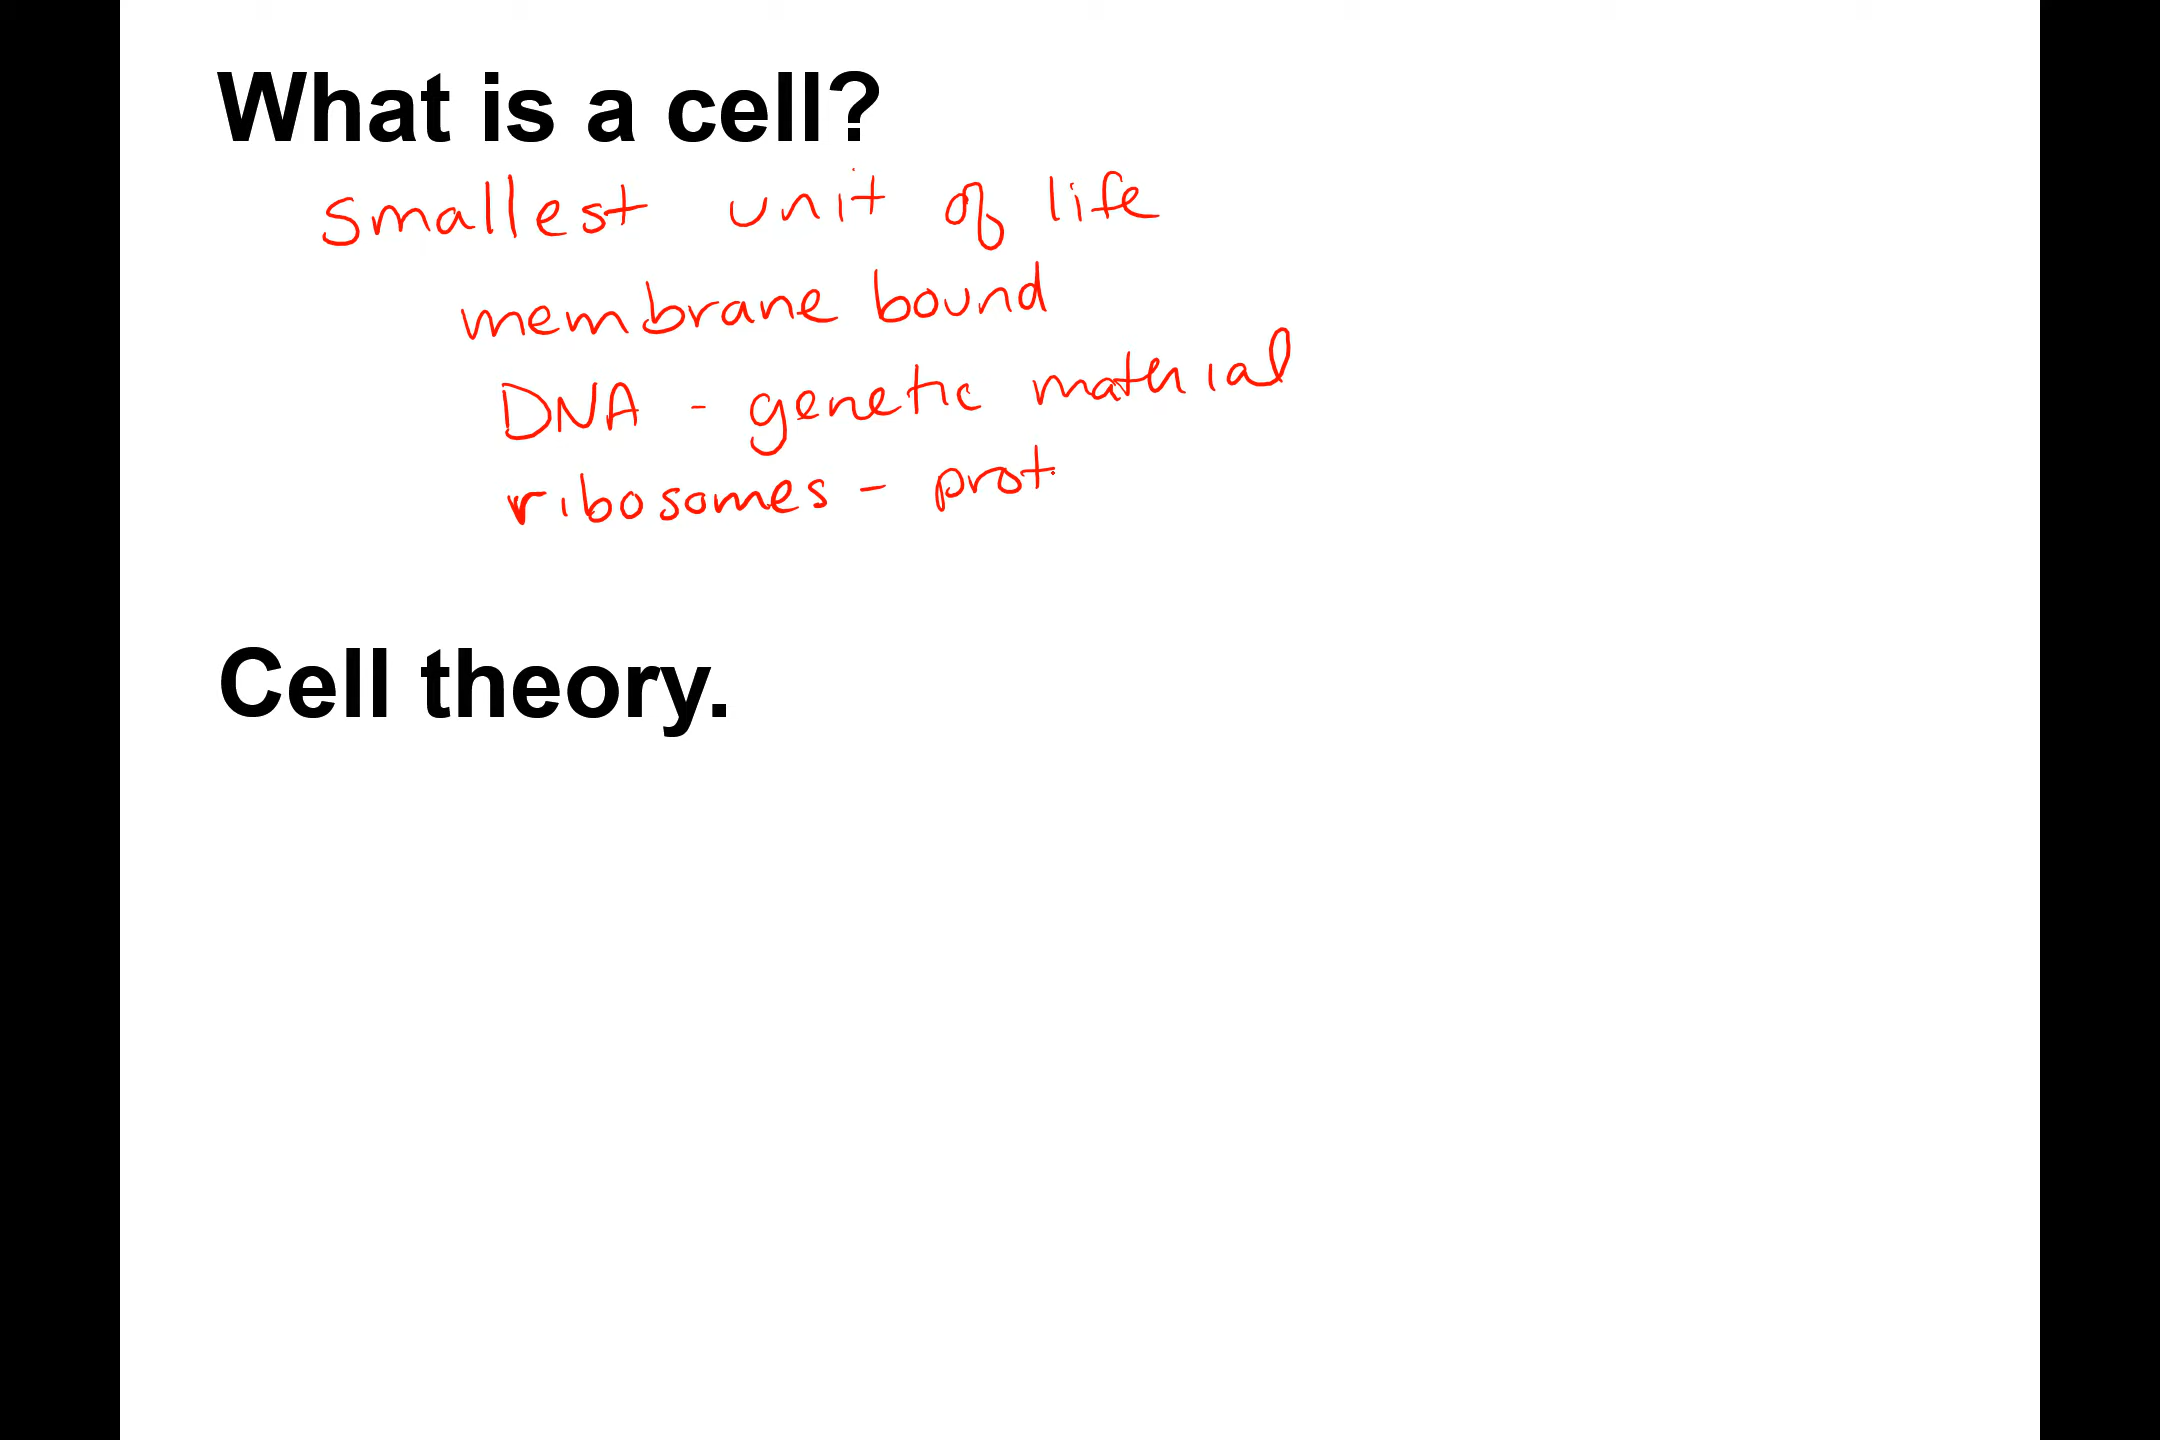 What is a cell?
smallest unit of life
membrane bound
DNA - genetic material
ribosomes - prot
Cell theory.